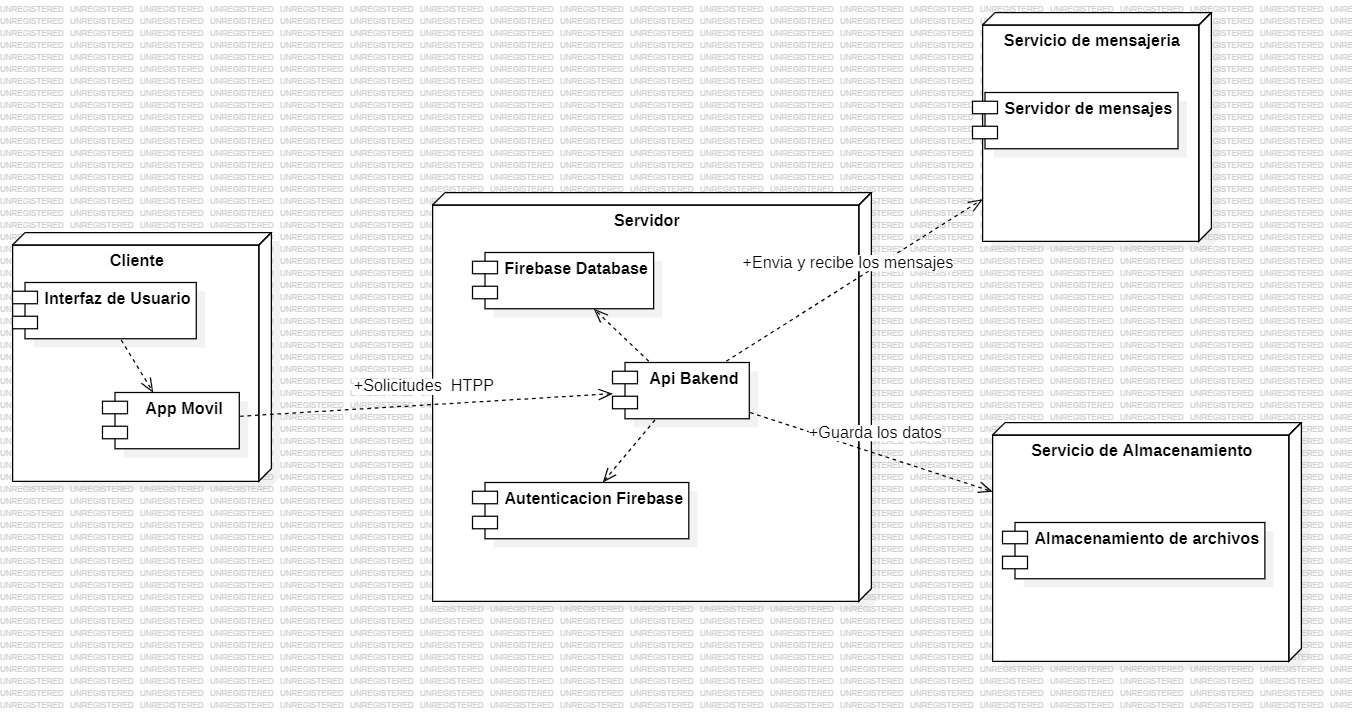 Servicio de mensajeria
Servidor de mensajes
Servidor
Firebase Database
Cliente
Interfaz de Usuario
+Envia y recibe los mensajes
Api Bakend
+Solicitudes HTPP
App Movil
+Guarda los datos
Servicio de Almacenamiento
Autenticacion Firebase
Almacenamiento de archivos
UNREGISTERED